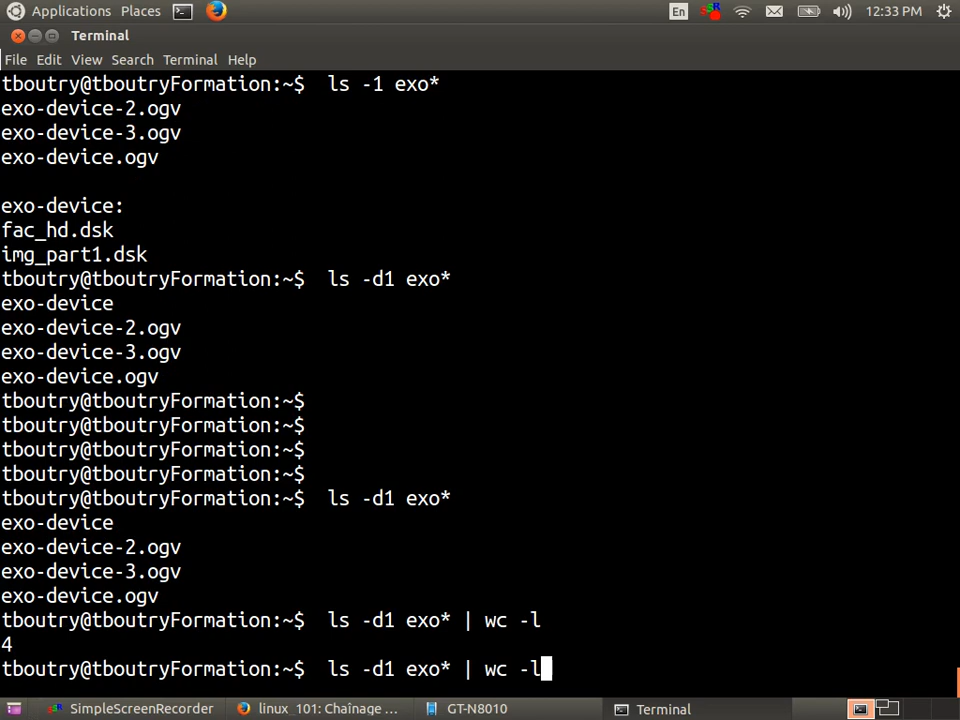 Applications Places En 12:33 PM
Terminal
File Edit View Search Terminal Help
tboutry@tboutryFormation:~$  ls -1 exo*
exo-device-2.ogv
exo-device-3.ogv
exo-device.ogv
exo-device:
fac_hd.dsk
img_part1.dsk
tboutry@tboutryFormation:~$  ls -d1 exo*
exo-device
exo-device-2.ogv
exo-device-3.ogv
exo-device.ogv
tboutry@tboutryFormation:~$
tboutry@tboutryFormation:~$
tboutry@tboutryFormation:~$
tboutry@tboutryFormation:~$
tboutry@tboutryFormation:~$  ls -d1 exo*
exo-device
exo-device-2.ogv
exo-device-3.ogv
exo-device.ogv
tboutry@tboutryFormation:~$  ls -d1 exo* | wc -l
4
tboutry@tboutryFormation:~$  ls -d1 exo* | wc -l
SimpleScreenRecorder linux_101: Chaînage ... GT-N8010 Terminal